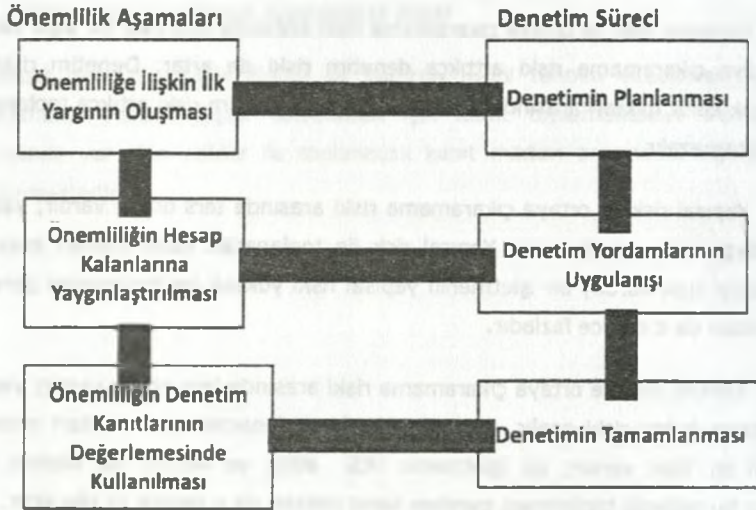 Önemlilik Aşamaları
Denetim Süreci
Önemliliğe İlişkin İlk
Yargının Oluşması
Denetimin Planlanması
Önemliliğin Hesap
Kalanlarına
Yaygınlaştırılması
Denetim Yordamlarının
Uygulanışı
Önemliliğin Denetim
Kanıtlarının
Değerlemesinde
Kullanılması
Denetimin Tamamlanması